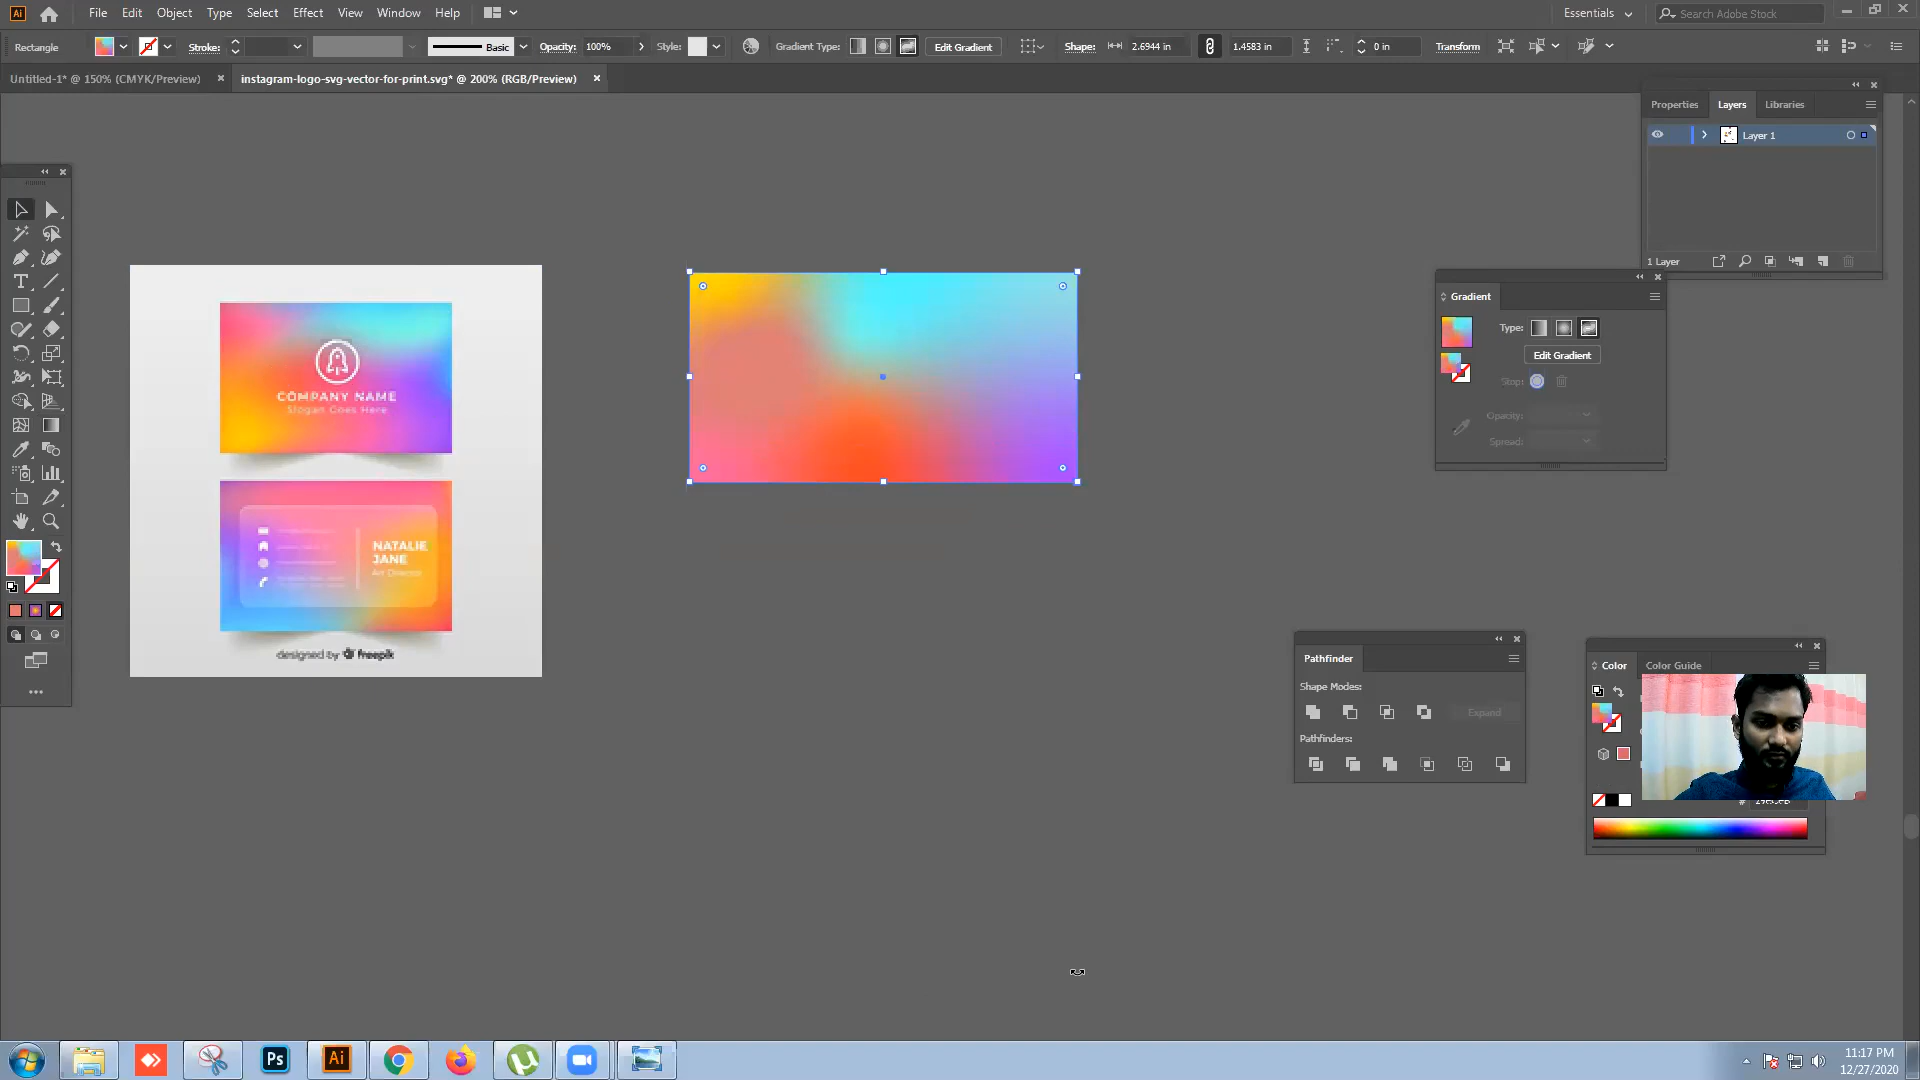 Ai File Edit Object Type Select Effect View Window Help Essentials Search Adobe Stock
Rectangle Stroke: Basic Opacity: 100% Style: Gradient Type: Edit Gradient Shape: 2.6944 in 1.4583 in 0 in Transform
Untitled-1* @ 150% (CMYK/Preview) instagram-logo-svg-vector-for-print.svg* @ 200% (RGB/Preview)
Properties Layers Libraries
Layer 1
1 Layer
Gradient
Type:
Edit Gradient
Stop:
Opacity:
Spread:
COMPANY NAME
Slogan Goes Here
NATALIE
JANE
Art Director
designed by freepik
Pathfinder
Shape Modes:
Expand
Pathfinders:
Color Color Guide
#
Ps Ai
11:17 PM
12/27/2020